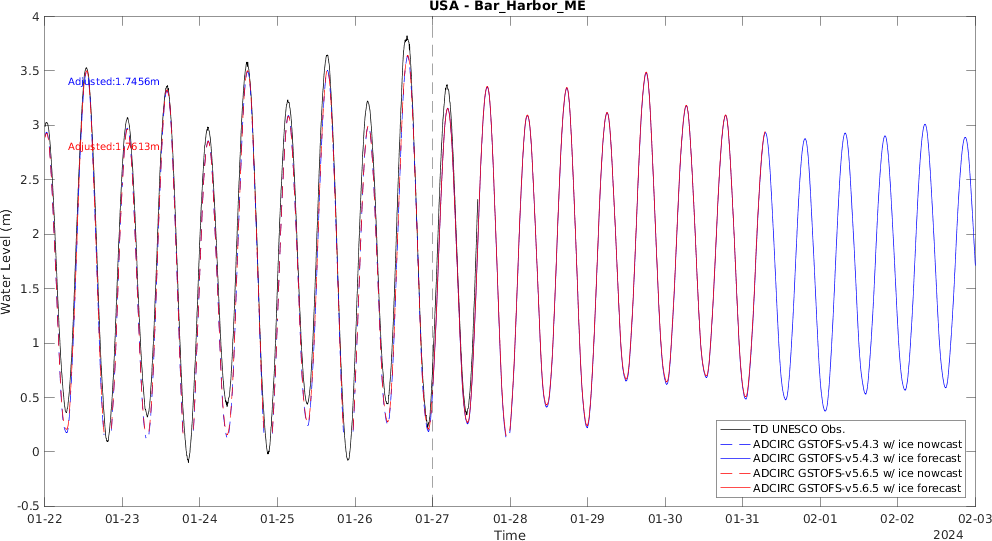 USA - Bar_Harbor_ME
4
3.5
3
2.5
2
1.5
1
0.5
0
-0.5
Water Level (m)
Adjusted:1.7456m
Adjusted:1.7613m
TD UNESCO Obs.
ADCIRC GSTOFS-v5.4.3 w/ ice nowcast
ADCIRC GSTOFS-v5.4.3 w/ ice forecast
ADCIRC GSTOFS-v5.6.5 w/ ice nowcast
ADCIRC GSTOFS-v5.6.5 w/ ice forecast
01-22 01-23 01-24 01-25 01-26 01-27 01-28 01-29 01-30 01-31 02-01 02-02 02-03
Time
2024